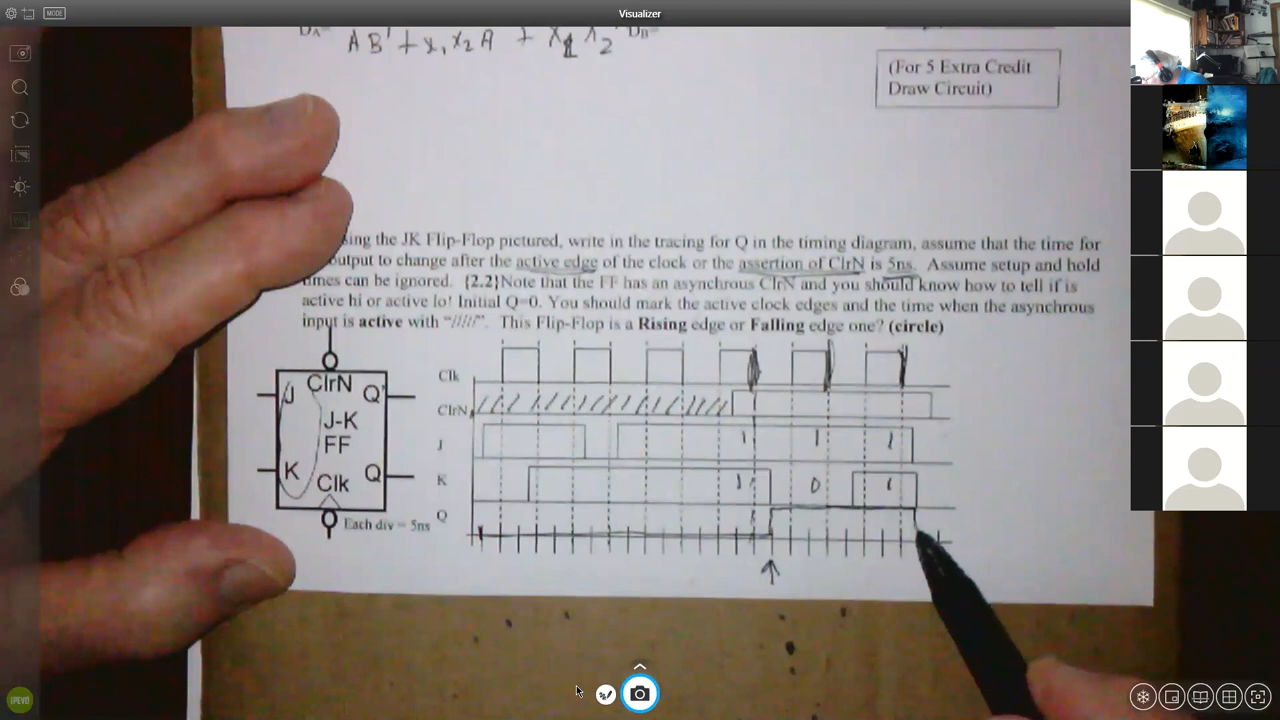 MODE
Visualizer
A B' + x₁x₂A +
(For 5 Extra Credit
Draw Circuit)
the JK Flip-Flop pictured, write in the tracing for Q in the timing diagram, assume that the time for
output to change after the active edge of the clock or the assertion of ClrN is 5ns. Assume setup and hold
times can be ignored. {2.2}Note that the FF has an asynchronous ClrN and you should know how to tell if is
active hi or active lo! Initial Q=0. You should mark the active clock edges and the time when the asynchrous
input is active with "/////". This Flip-Flop is a Rising edge or Falling edge one? (circle)
ClrN
J Q'
J-K
FF
K Q
Clk
Each div = 5ns
Clk
ClrN
J 1 1 1
K 1 0 1
Q
IPEVO